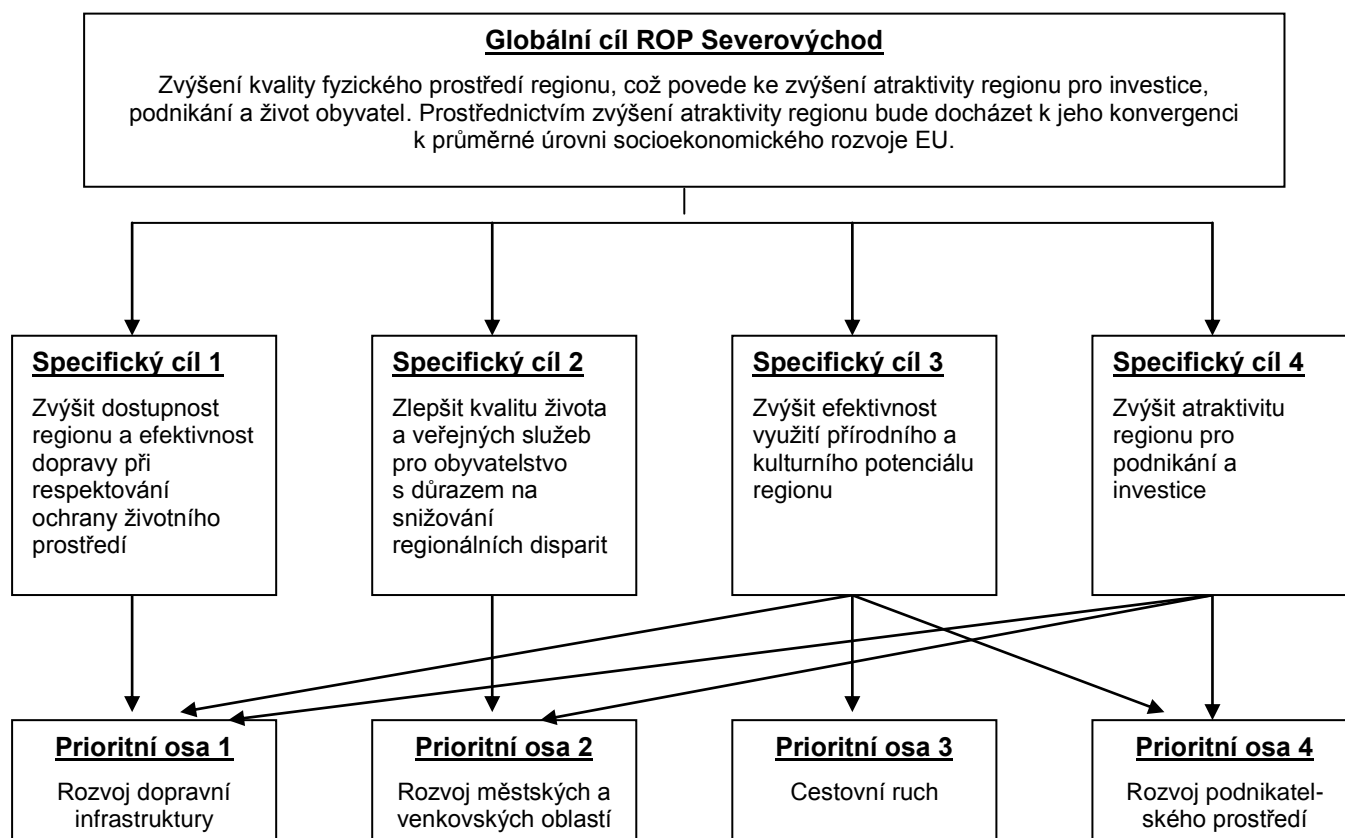 Globální cíl ROP Severovýchod
Zvýšení kvality fyzického prostředí regionu, což povede ke zvýšení atraktivity regionu pro investice,
podnikání a život obyvatel. Prostřednictvím zvýšení atraktivity regionu bude docházet k jeho konvergenci
k průměrné úrovni socioekonomického rozvoje EU.
Specifický cíl 1
Zvýšit dostupnost
regionu a efektivnost
dopravy při
respektování
ochrany životního
prostředí
Specifický cíl 2
Zlepšit kvalitu života
a veřejných služeb
pro obyvatelstvo
s důrazem na
snižování
regionálních disparit
Specifický cíl 3
Zvýšit efektivnost
využití přírodního a
kulturního potenciálu
regionu
Specifický cíl 4
Zvýšit atraktivitu
regionu pro
podnikání a
investice
Prioritní osa 1
Rozvoj dopravní
infrastruktury
Prioritní osa 2
Rozvoj městských a
venkovských oblastí
Prioritní osa 3
Cestovní ruch
Prioritní osa 4
Rozvoj podnikatel-
ského prostředí